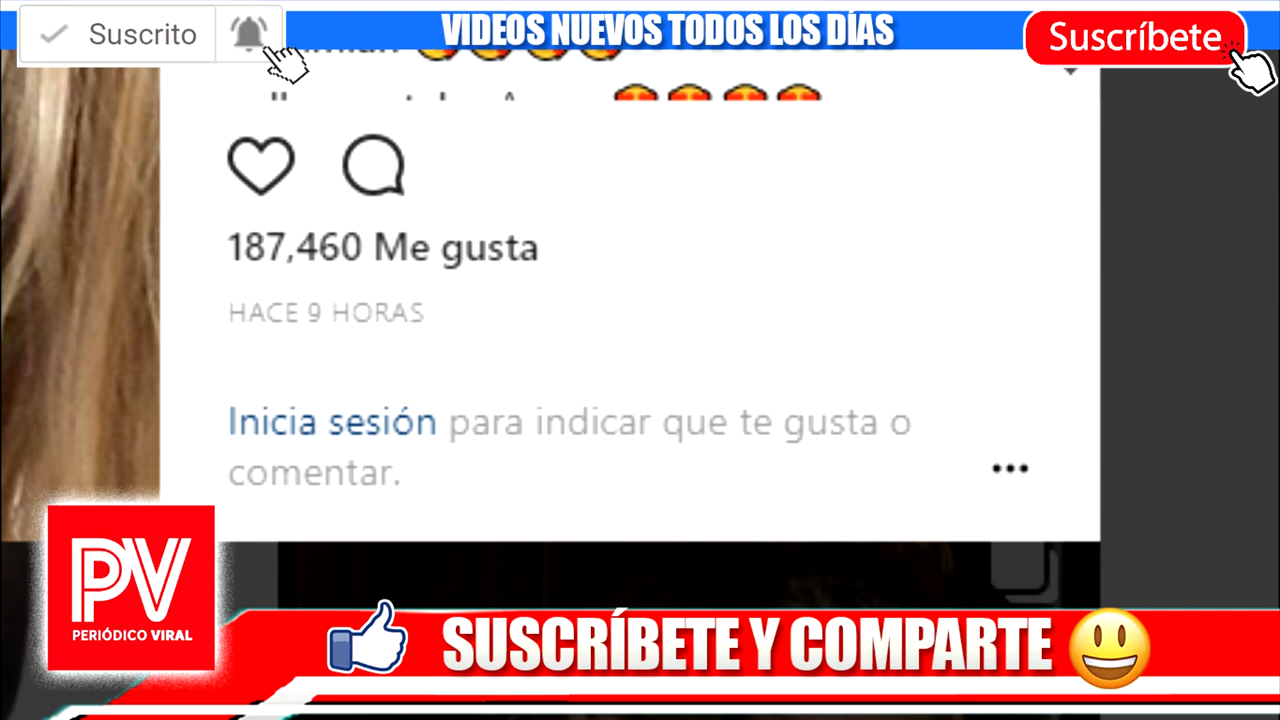 Suscrito
VIDEOS NUEVOS TODOS LOS DÍAS
Suscríbete
187,460 Me gusta
HACE 9 HORAS
Inicia sesión para indicar que te gusta o
comentar.
PV
PERIÓDICO VIRAL
SUSCRÍBETE Y COMPARTE